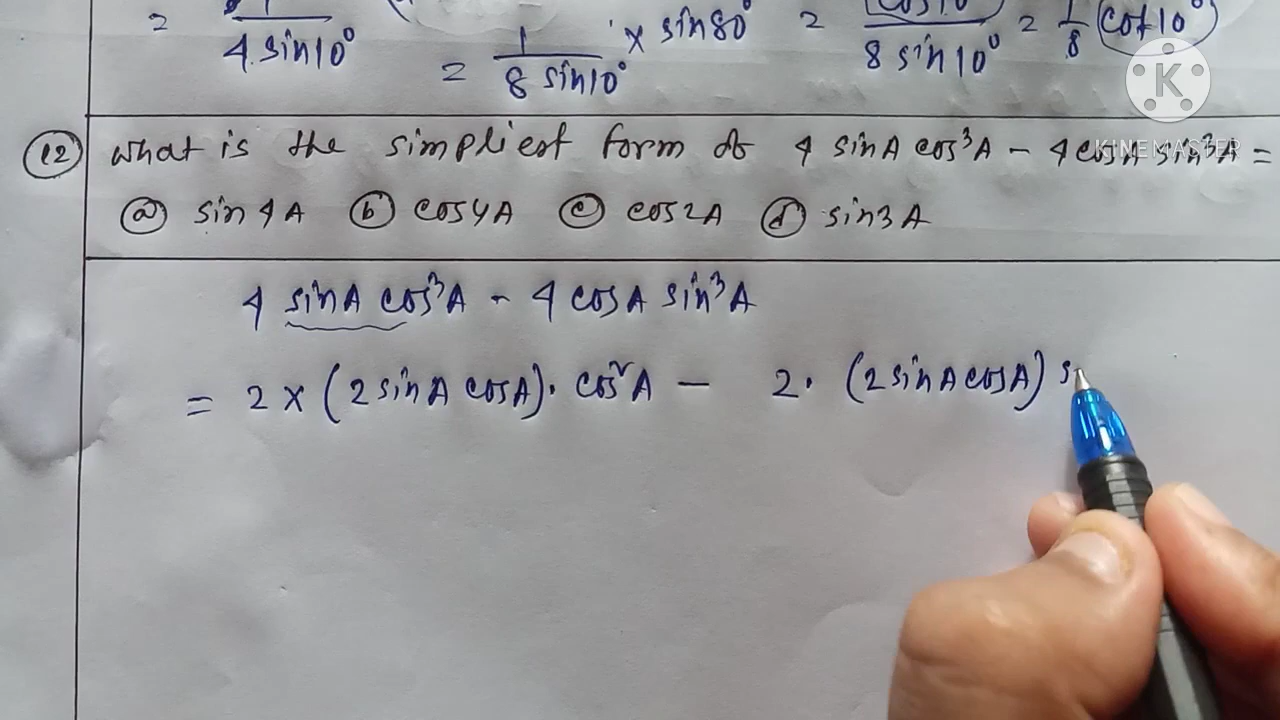 = 1 / 4 sin10° = 1 / 8 sin10° × sin80° = cos10° / 8 sin10° = 1/8 cot10°
K
KINEMASTER
(12) what is the simpliest form of 4 sinA cos³A - 4 cosA sin³A =
(a) sin4A (b) cos4A (c) cos2A (d) sin3A
4 sinA cos³A - 4 cosA sin³A
= 2 × (2 sinA cosA). cos²A - 2. (2 sinA cosA) s